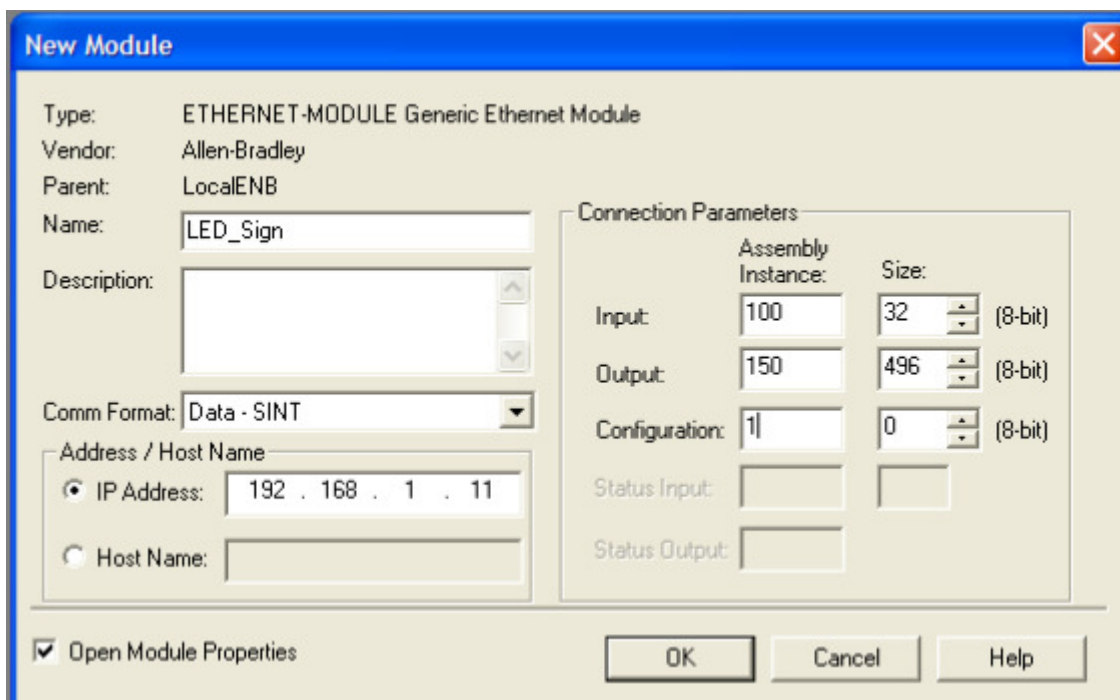 New Module
Type: ETHERNET-MODULE Generic Ethernet Module
Vendor: Allen-Bradley
Parent: LocalENB
Name: LED_Sign
Description:
Comm Format: Data - SINT
Address / Host Name
IP Address: 192 . 168 . 1 . 11
Host Name:
Connection Parameters
Assembly
Instance: Size:
Input: 100 32 (8-bit)
Output: 150 496 (8-bit)
Configuration: 1 0 (8-bit)
Status Input:
Status Output:
Open Module Properties
OK Cancel Help